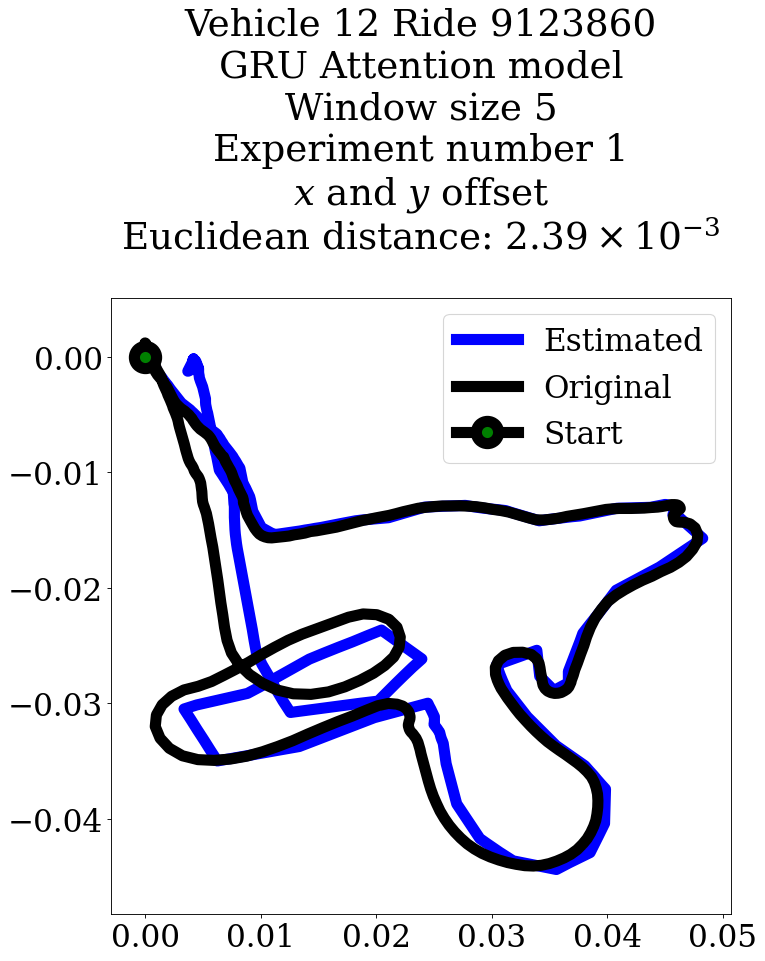 Vehicle 12 Ride 9123860
GRU Attention model
Window size 5
Experiment number 1
x and y offset
Euclidean distance: 2.39 × 10⁻³
Estimated
Original
Start
0.00
−0.01
−0.02
−0.03
−0.04
0.00 0.01 0.02 0.03 0.04 0.05